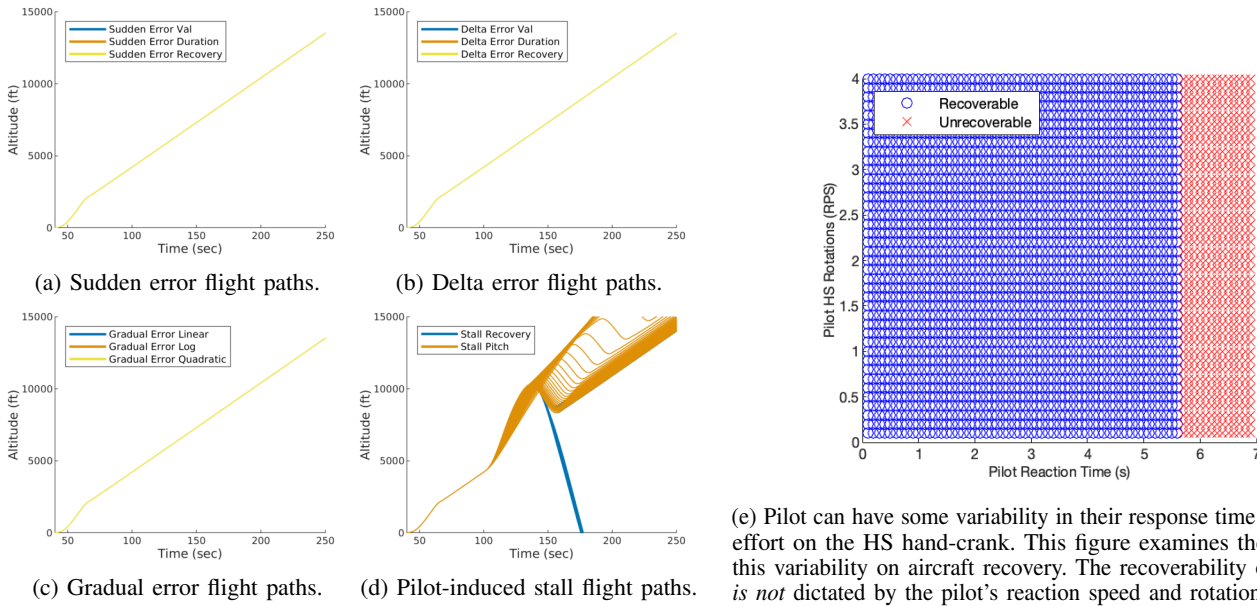 15000
10000
5000
0
50
100
150
200
250
Altitude (ft)
Time (sec)
Sudden Error Val
Sudden Error Duration
Sudden Error Recovery
(a) Sudden error flight paths.
15000
10000
5000
0
50
100
150
200
250
Altitude (ft)
Time (sec)
Delta Error Val
Delta Error Duration
Delta Error Recovery
(b) Delta error flight paths.
15000
10000
5000
0
50
100
150
200
250
Altitude (ft)
Time (sec)
Gradual Error Linear
Gradual Error Log
Gradual Error Quadratic
(c) Gradual error flight paths.
15000
10000
5000
0
50
100
150
200
250
Altitude (ft)
Time (sec)
Stall Recovery
Stall Pitch
(d) Pilot-induced stall flight paths.
4
3.5
3
2.5
2
1.5
1
0.5
0
0
1
2
3
4
5
6
7
Pilot HS Rotations (RPS)
Pilot Reaction Time (s)
Recoverable
Unrecoverable
(e) Pilot can have some variability in their response time
effort on the HS hand-crank. This figure examines the
this variability on aircraft recovery. The recoverability
is not dictated by the pilot's reaction speed and rotation